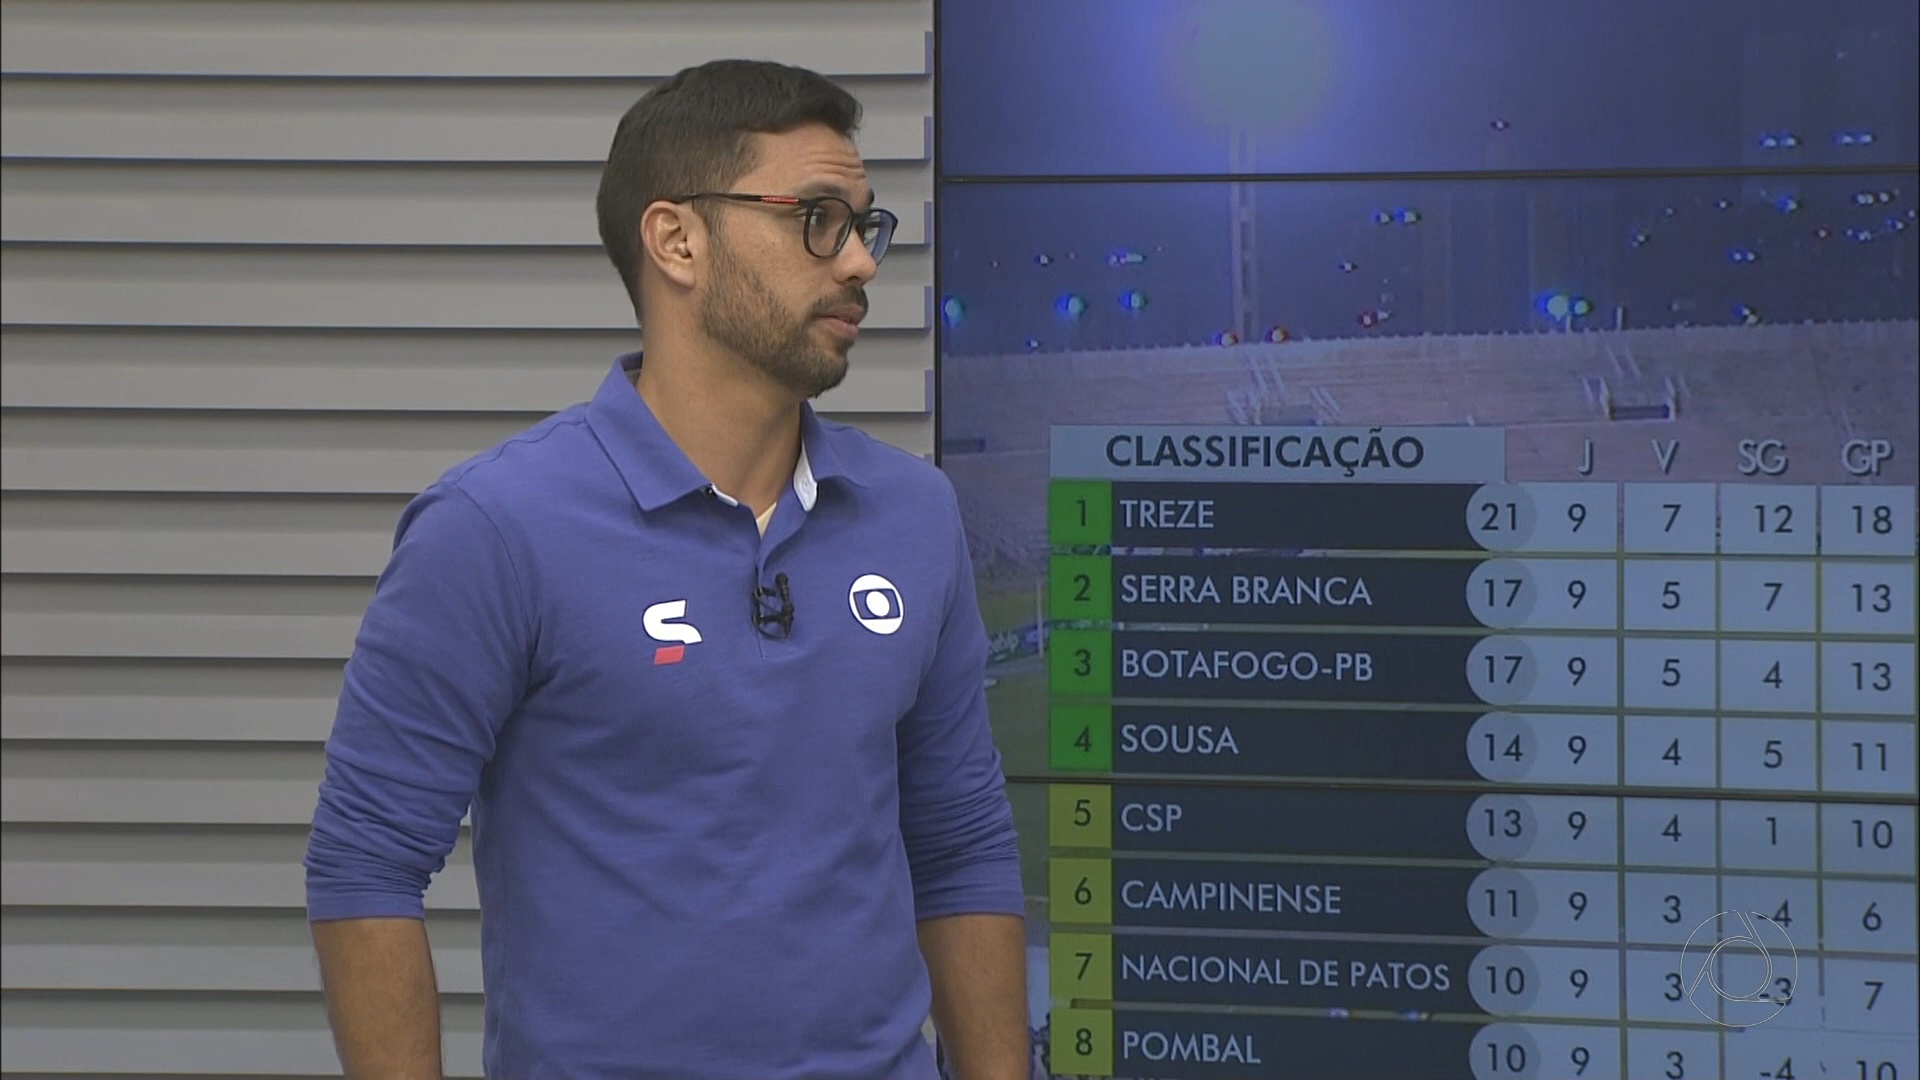 CLASSIFICAÇÃO J V SG GP
1 TREZE 21 9 7 12 18
2 SERRA BRANCA 17 9 5 7 13
3 BOTAFOGO-PB 17 9 5 4 13
4 SOUSA 14 9 4 5 11
5 CSP 13 9 4 1 10
6 CAMPINENSE 11 9 3 -4 6
7 NACIONAL DE PATOS 10 9 3 -3 7
8 POMBAL 10 9 3 -4 10